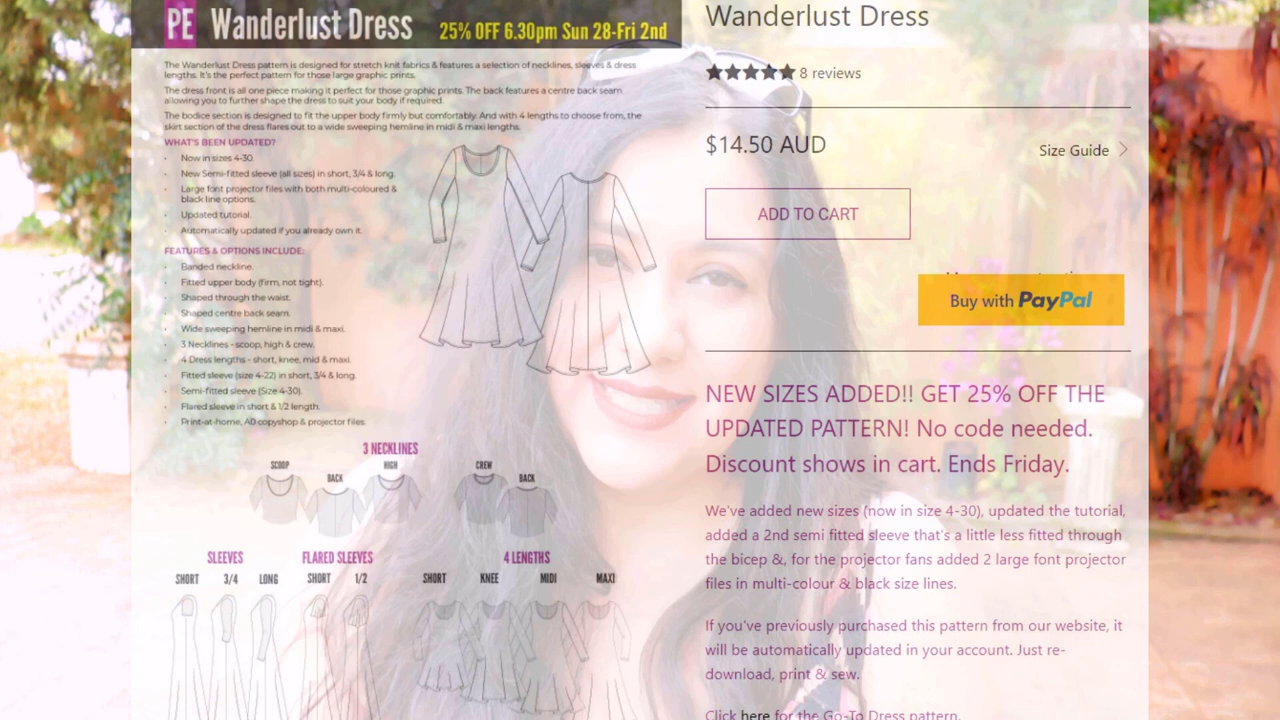 PE Wanderlust Dress 25% OFF 6.30pm Sun 28-Fri 2nd
The Wanderlust Dress pattern is designed for stretch knit fabrics & features a selection of necklines, sleeves & dress
lengths. It's the perfect pattern for those large graphic prints.
The dress front is all one piece making it perfect for those graphic prints. The back features a centre back seam
allowing you to further shape the dress to suit your body if required.
The bodice section is designed to fit the upper body firmly but comfortably. And with 4 lengths to choose from, the
skirt section of the dress flares out to a wide sweeping hemline in midi & maxi lengths.
WHAT'S BEEN UPDATED?
· Now in sizes 4-30.
· New Semi-fitted sleeve (all sizes) in short, 3/4 & long.
· Large font projector files with both multi-coloured &
black line options.
· Updated tutorial.
· Automatically updated if you already own it.
FEATURES & OPTIONS INCLUDE:
· Banded neckline.
· Fitted upper body (firm, not tight).
· Shaped through the waist.
· Shaped centre back seam.
· Wide sweeping hemline in midi & maxi.
· 3 Necklines - scoop, high & crew.
· 4 Dress lengths - short, knee, mid & maxi.
· Fitted sleeve (size 4-22) in short, 3/4 & long.
· Semi-fitted sleeve (Size 4-30).
· Flared sleeve in short & 1/2 length.
· Print-at-home, A0 copyshop & projector files.
3 NECKLINES
SCOOP HIGH CREW
BACK BACK
SLEEVES FLARED SLEEVES 4 LENGTHS
SHORT 3/4 LONG SHORT 1/2 SHORT KNEE MIDI MAXI
Wanderlust Dress
8 reviews
$14.50 AUD
Size Guide
ADD TO CART
Buy with PayPal
NEW SIZES ADDED!! GET 25% OFF THE
UPDATED PATTERN! No code needed.
Discount shows in cart. Ends Friday.
We've added new sizes (now in size 4-30), updated the tutorial,
added a 2nd semi fitted sleeve that's a little less fitted through
the bicep &, for the projector fans added 2 large font projector
files in multi-colour & black size lines.
If you've previously purchased this pattern from our website, it
will be automatically updated in your account. Just re-
download, print & sew.
Click here for the Go-To Dress pattern.